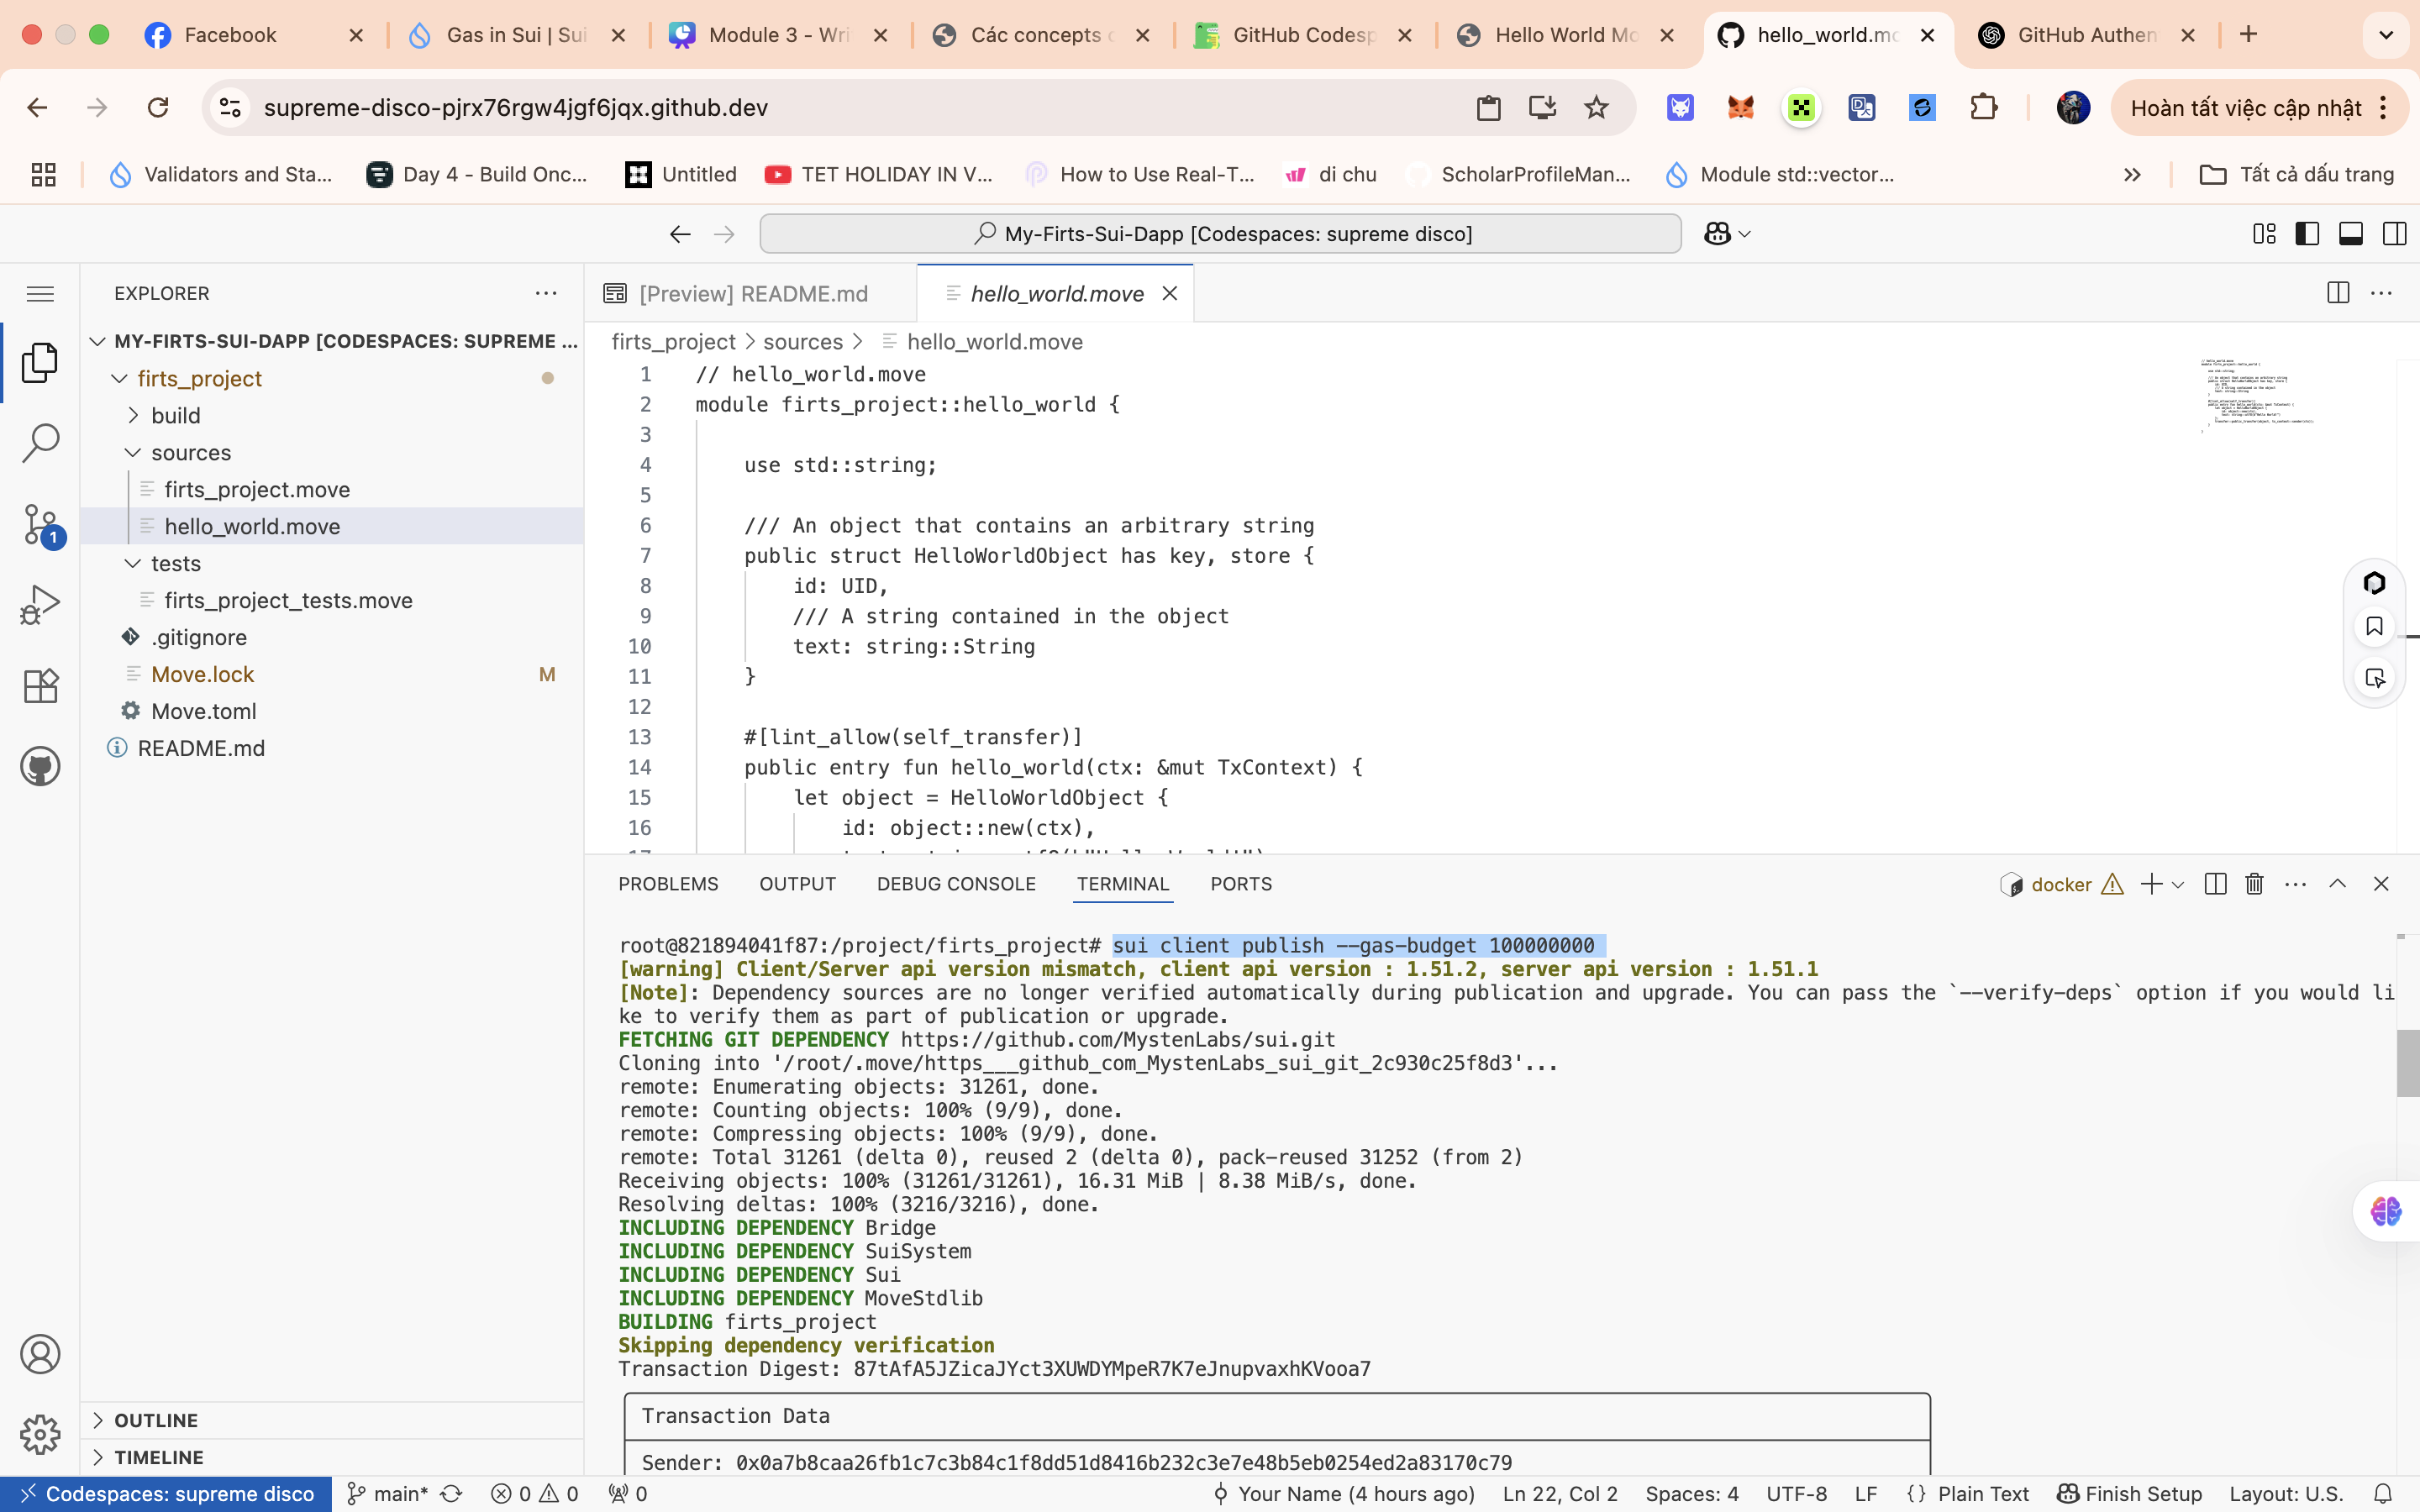 Facebook
Gas in Sui | Sui
Module 3 - Wri
Các concepts c
GitHub Codesp
Hello World Mo
hello_world.mo
GitHub Authen
supreme-disco-pjrx76rgw4jgf6jqx.github.dev
Hoàn tất việc cập nhật
Validators and Sta...
Day 4 - Build Onc...
Untitled
TET HOLIDAY IN V...
How to Use Real-T...
di chu
ScholarProfileMan...
Module std::vector...
Tất cả dấu trang
My-Firts-Sui-Dapp [Codespaces: supreme disco]
EXPLORER
MY-FIRTS-SUI-DAPP [CODESPACES: SUPREME ...
firts_project
build
sources
firts_project.move
hello_world.move
tests
firts_project_tests.move
.gitignore
Move.lock M
Move.toml
README.md
OUTLINE
TIMELINE
1
[Preview] README.md
hello_world.move
firts_project > sources > hello_world.move
1 // hello_world.move
2 module firts_project::hello_world {
3
4 use std::string;
5
6 /// An object that contains an arbitrary string
7 public struct HelloWorldObject has key, store {
8 id: UID,
9 /// A string contained in the object
10 text: string::String
11 }
12
13 #[lint_allow(self_transfer)]
14 public entry fun hello_world(ctx: &mut TxContext) {
15 let object = HelloWorldObject {
16 id: object::new(ctx),
PROBLEMS OUTPUT DEBUG CONSOLE TERMINAL PORTS
docker
root@821894041f87:/project/firts_project# sui client publish --gas-budget 100000000
[warning] Client/Server api version mismatch, client api version : 1.51.2, server api version : 1.51.1
[Note]: Dependency sources are no longer verified automatically during publication and upgrade. You can pass the `--verify-deps` option if you would li
ke to verify them as part of publication or upgrade.
FETCHING GIT DEPENDENCY https://github.com/MystenLabs/sui.git
Cloning into '/root/.move/https___github_com_MystenLabs_sui_git_2c930c25f8d3'...
remote: Enumerating objects: 31261, done.
remote: Counting objects: 100% (9/9), done.
remote: Compressing objects: 100% (9/9), done.
remote: Total 31261 (delta 0), reused 2 (delta 0), pack-reused 31252 (from 2)
Receiving objects: 100% (31261/31261), 16.31 MiB | 8.38 MiB/s, done.
Resolving deltas: 100% (3216/3216), done.
INCLUDING DEPENDENCY Bridge
INCLUDING DEPENDENCY SuiSystem
INCLUDING DEPENDENCY Sui
INCLUDING DEPENDENCY MoveStdlib
BUILDING firts_project
Skipping dependency verification
Transaction Digest: 87tAfA5JZicaJYct3XUWDYMpeR7K7eJnupvaxhKVooa7
Transaction Data
Sender: 0x0a7b8caa26fb1c7c3b84c1f8dd51d8416b232c3e7e48b5eb0254ed2a83170c79
Codespaces: supreme disco main* 0 0 0 Your Name (4 hours ago) Ln 22, Col 2 Spaces: 4 UTF-8 LF {} Plain Text Finish Setup Layout: U.S.